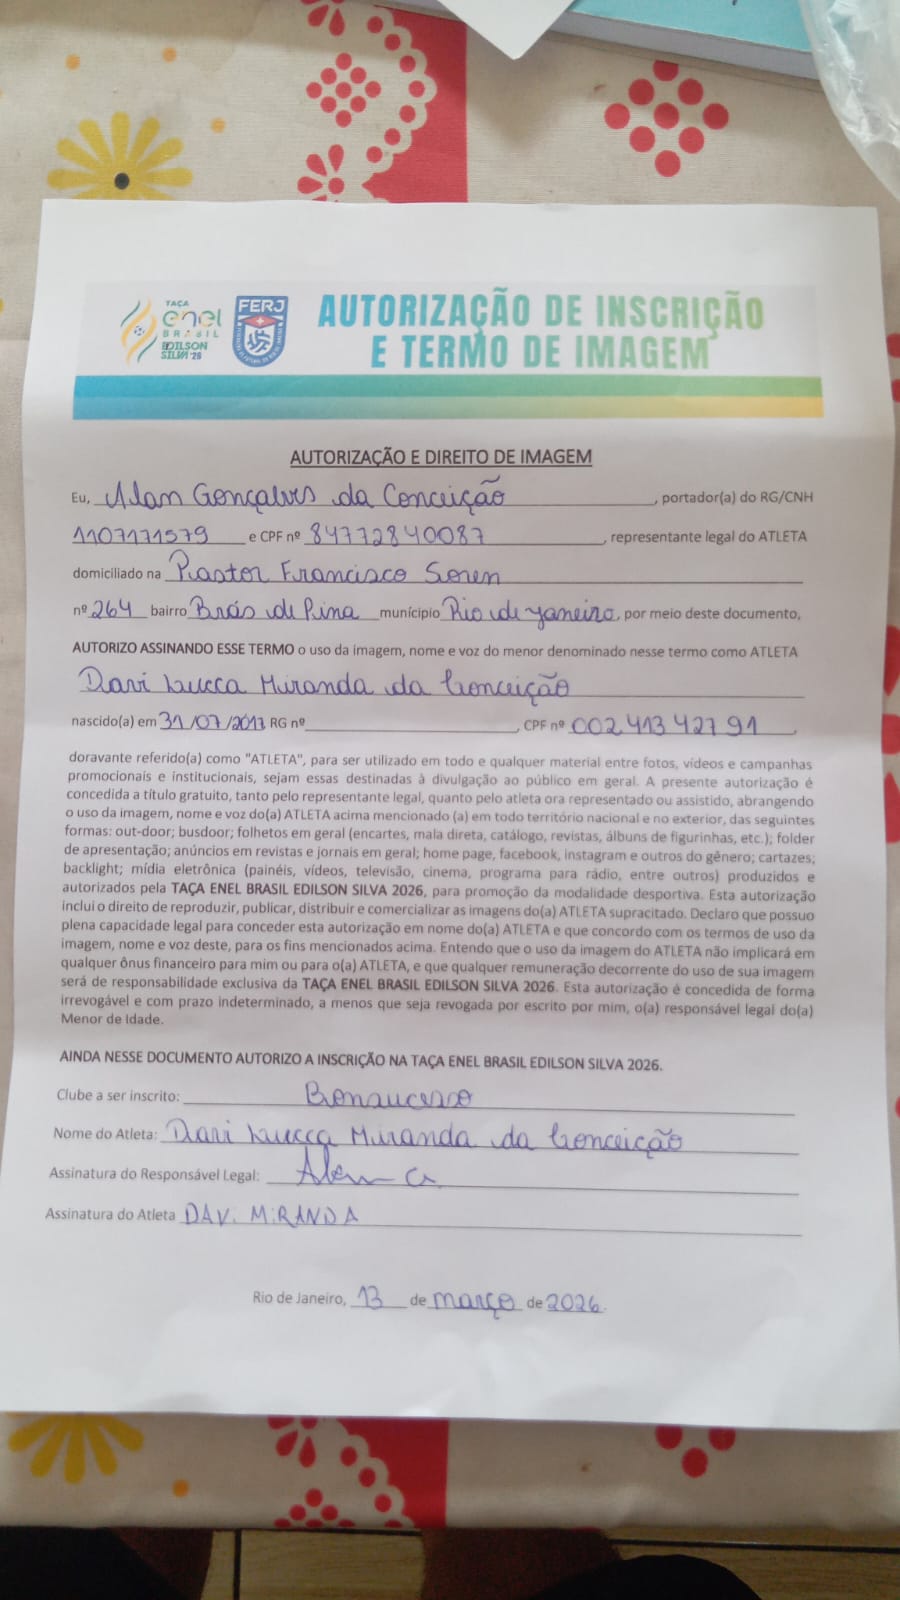 TAÇA
enel
BRASIL
EDILSON
SILVA'26
FERJ
AUTORIZAÇÃO DE INSCRIÇÃO
E TERMO DE IMAGEM
AUTORIZAÇÃO E DIREITO DE IMAGEM
Eu, Alan Gonçalves da Conceição, portador(a) do RG/CNH
1107171579 e CPF nº 84772840087, representante legal do ATLETA
domiciliado na Pastor Francisco Soren
nº 264 bairro Brás de Pina município Rio de Janeiro, por meio deste documento,
AUTORIZO ASSINANDO ESSE TERMO o uso da imagem, nome e voz do menor denominado nesse termo como ATLETA
Davi Lucca Miranda da Conceição
nascido(a) em 31/07/2017 RG nº , CPF nº 00241342791
doravante referido(a) como "ATLETA", para ser utilizado em todo e qualquer material entre fotos, vídeos e campanhas
promocionais e institucionais, sejam essas destinadas à divulgação ao público em geral. A presente autorização é
concedida a título gratuito, tanto pelo representante legal, quanto pelo atleta ora representado ou assistido, abrangendo
o uso da imagem, nome e voz do(a) ATLETA acima mencionado (a) em todo território nacional e no exterior, das seguintes
formas: out-door; busdoor; folhetos em geral (encartes, mala direta, catálogo, revistas, álbuns de figurinhas, etc.); folder
de apresentação; anúncios em revistas e jornais em geral; home page, facebook, instagram e outros do gênero; cartazes;
backlight; mídia eletrônica (painéis, vídeos, televisão, cinema, programa para rádio, entre outros) produzidos e
autorizados pela TAÇA ENEL BRASIL EDILSON SILVA 2026, para promoção da modalidade desportiva. Esta autorização
inclui o direito de reproduzir, publicar, distribuir e comercializar as imagens do(a) ATLETA supracitado. Declaro que possuo
plena capacidade legal para conceder esta autorização em nome do(a) ATLETA e que concordo com os termos de uso da
imagem, nome e voz deste, para os fins mencionados acima. Entendo que o uso da imagem do ATLETA não implicará em
qualquer ônus financeiro para mim ou para o(a) ATLETA, e que qualquer remuneração decorrente do uso de sua imagem
será de responsabilidade exclusiva da TAÇA ENEL BRASIL EDILSON SILVA 2026. Esta autorização é concedida de forma
irrevogável e com prazo indeterminado, a menos que seja revogada por escrito por mim, o(a) responsável legal do(a)
Menor de Idade.
AINDA NESSE DOCUMENTO AUTORIZO A INSCRIÇÃO NA TAÇA ENEL BRASIL EDILSON SILVA 2026.
Clube a ser inscrito: Bonsucesso
Nome do Atleta: Davi Lucca Miranda da Conceição
Assinatura do Responsável Legal:
Assinatura do Atleta DAVI MIRANDA
Rio de Janeiro, 13 de março de 2026.